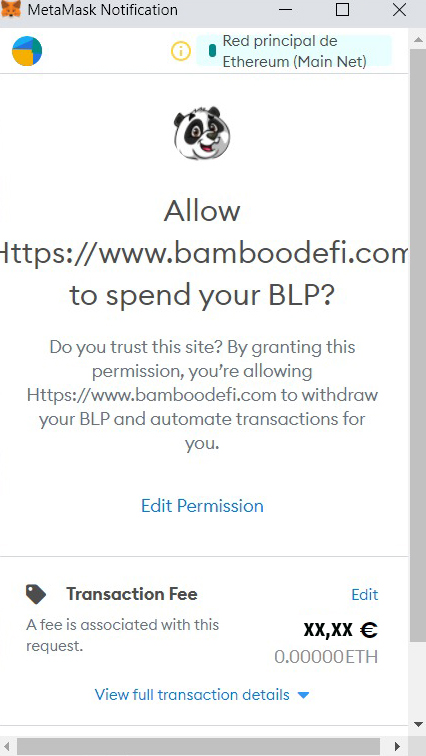 MetaMask Notification
Red principal de
Ethereum (Main Net)
Allow
Https://www.bamboodefi.com
to spend your BLP?
Do you trust this site? By granting this
permission, you’re allowing
Https://www.bamboodefi.com to withdraw
your BLP and automate transactions for
you.
Edit Permission
Transaction Fee
Edit
A fee is associated with this
request.
XX,XX €
0.00000ETH
View full transaction details